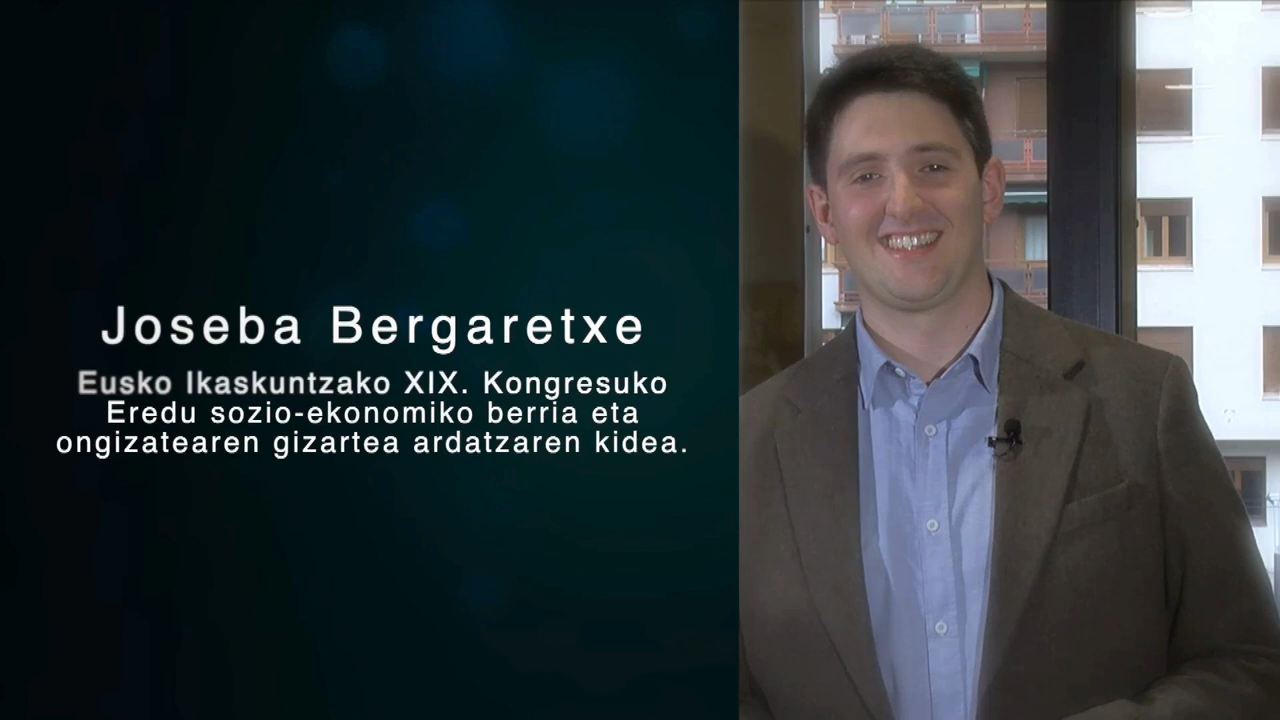 Joseba Bergaretxe
Eusko Ikaskuntzako XIX. Kongresuko
Eredu sozio-ekonomiko berria eta
ongizatearen gizartea ardatzaren kidea.